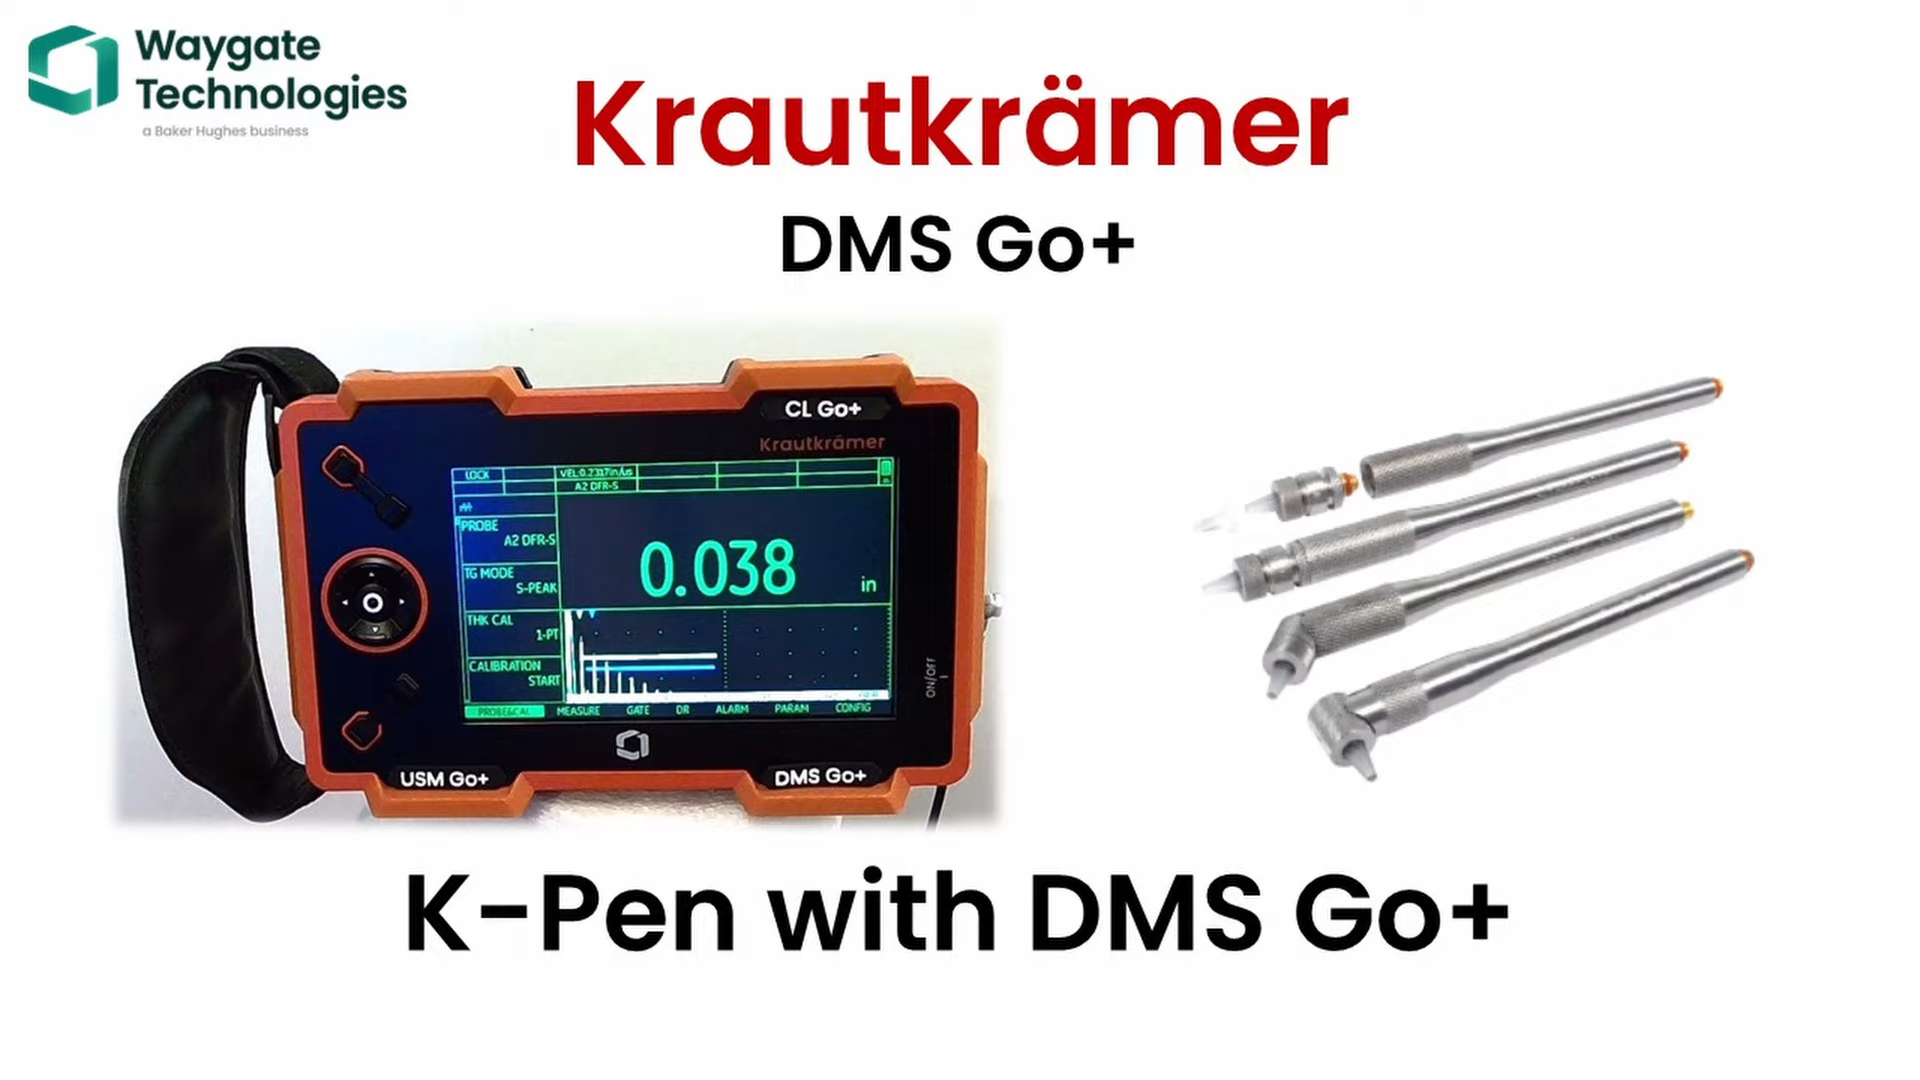 Waygate
Technologies
a Baker Hughes business
Krautkrämer
DMS Go+
CL Go+
Krautkrämer
LOCK
VEL:0.2317in/us
A2 DFR-S
PROBE
A2 DFR-S
0.038
in
TG MODE
S-PEAK
THK CAL
1-PT
CALIBRATION
START
PROBE&CAL MEASURE GATE DR ALARM PARAM CONFIG
ON/OFF
USM Go+
DMS Go+
K-Pen with DMS Go+